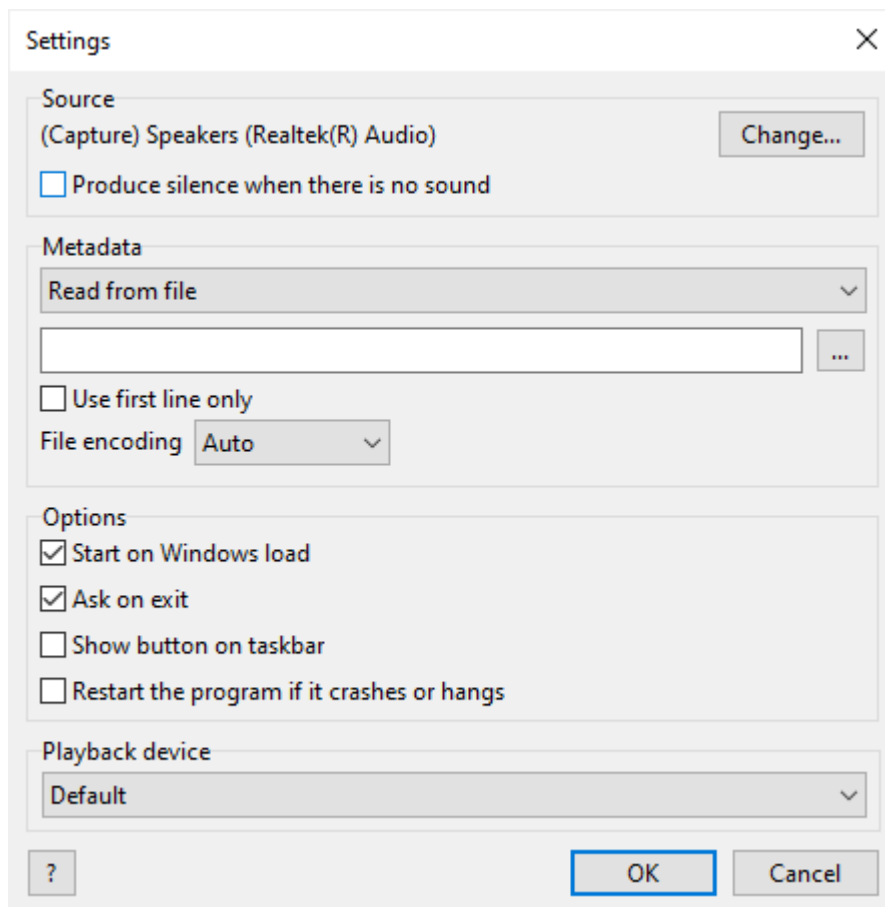 Settings
Source
(Capture) Speakers (Realtek(R) Audio)
Change...
Produce silence when there is no sound
Metadata
Read from file
...
Use first line only
File encoding Auto
Options
Start on Windows load
Ask on exit
Show button on taskbar
Restart the program if it crashes or hangs
Playback device
Default
? OK Cancel